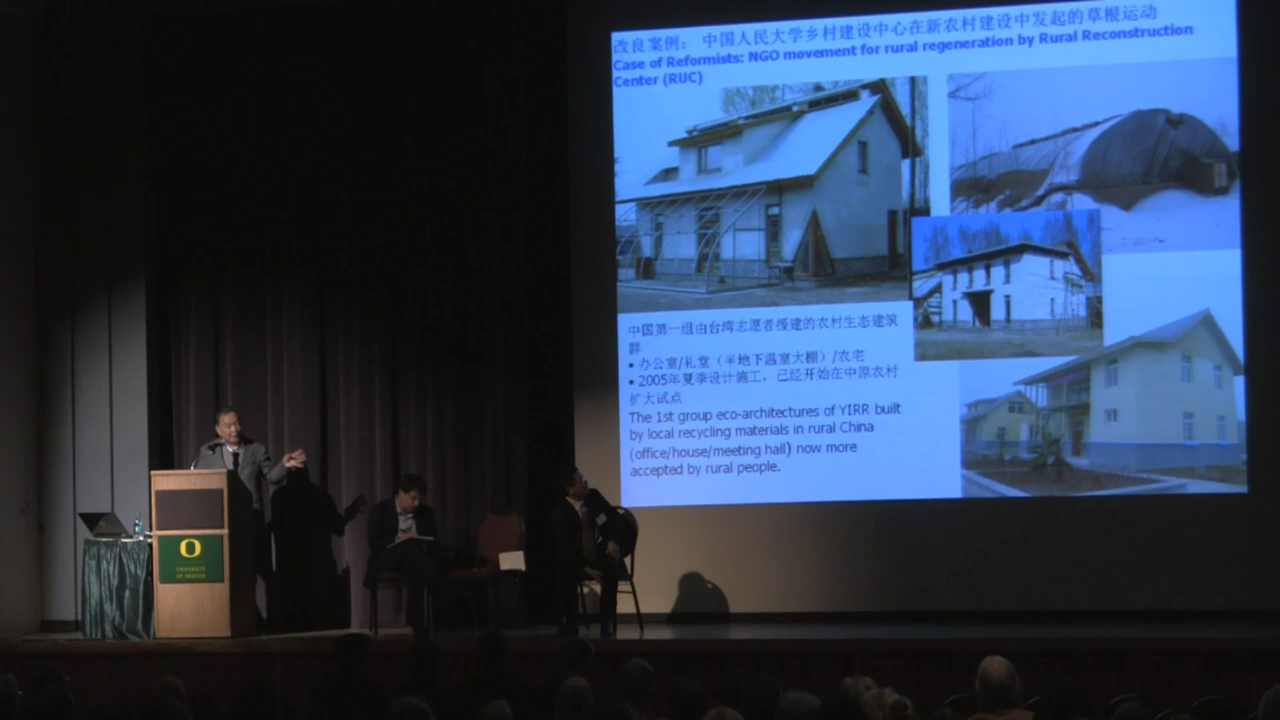 改良案例: 中国人民大学乡村建设中心在新农村建设中发起的草根运动
Case of Reformists: NGO movement for rural regeneration by Rural Reconstruction
Center (RUC)
中国第一组由台湾志愿者援建的农村生态建筑
群
• 办公室/礼堂（半地下温室大棚）/农宅
• 2005年夏季设计施工，已经开始在中原农村
扩大试点
The 1st group eco-architectures of YIRR built
by local recycling materials in rural China
(office/house/meeting hall) now more
accepted by rural people.
O
UNIVERSITY
OF OREGON